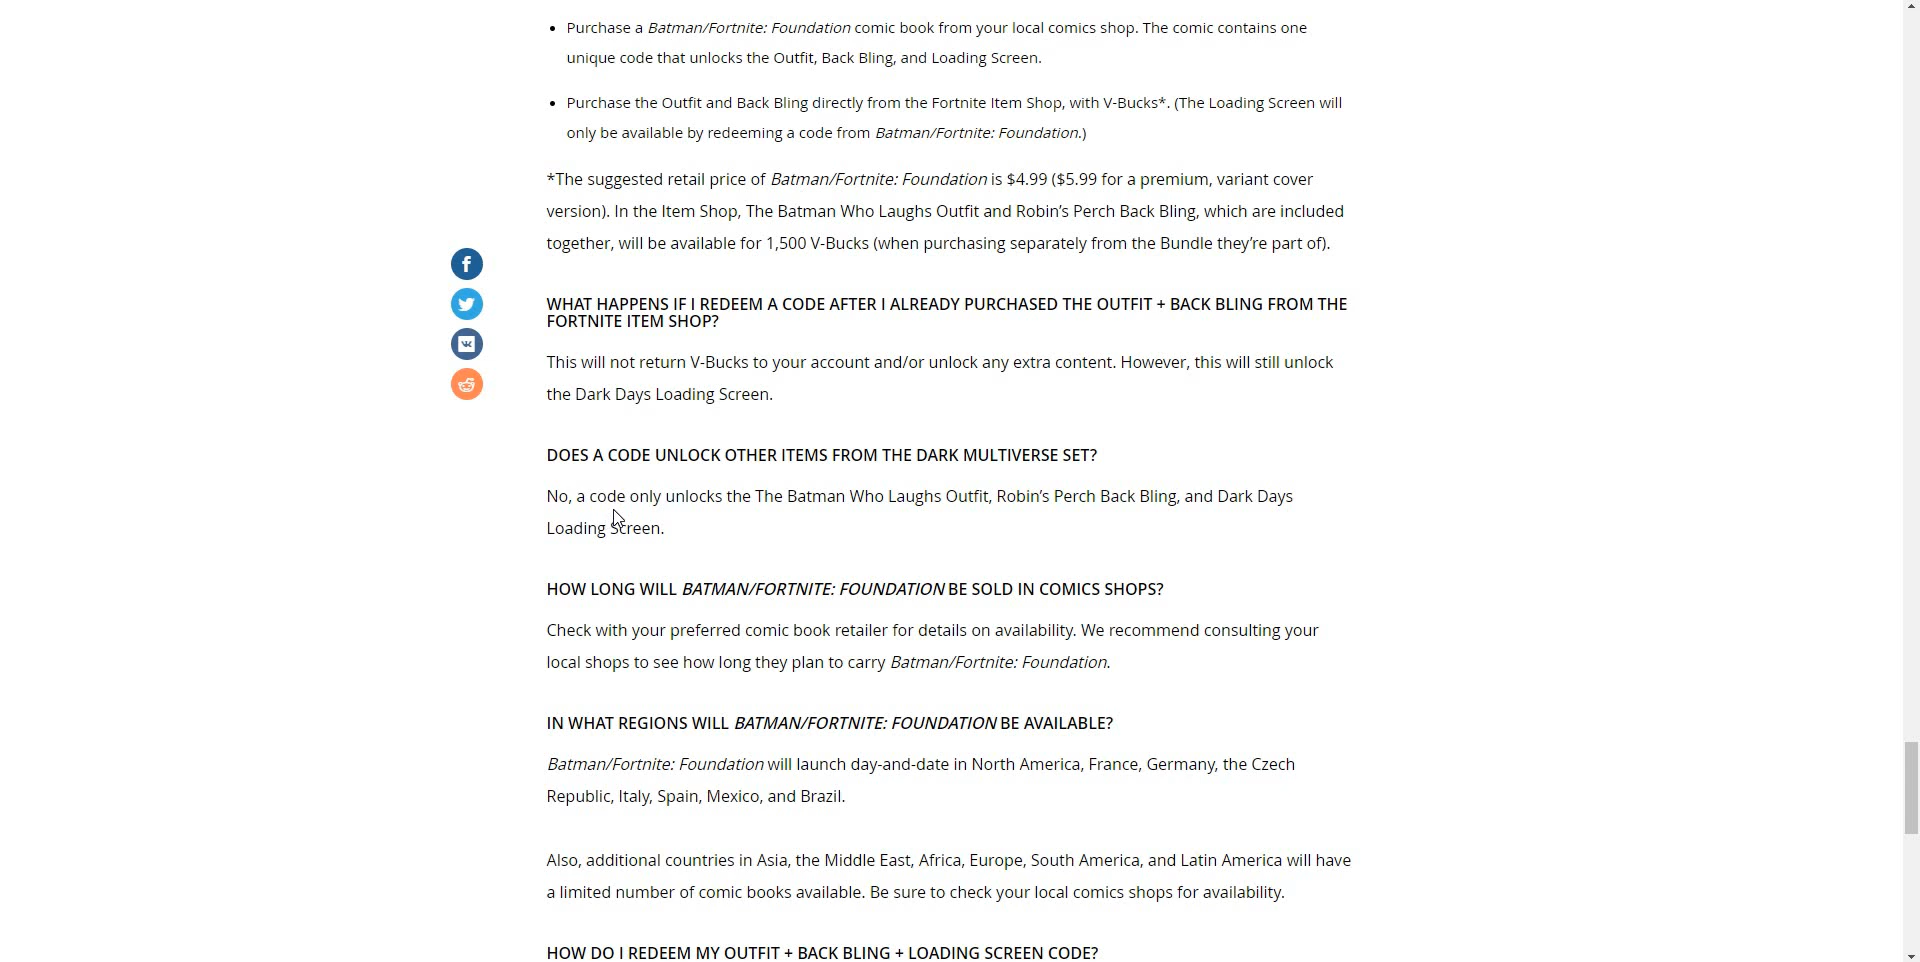 Purchase a Batman/Fortnite: Foundation comic book from your local comics shop. The comic contains one
unique code that unlocks the Outfit, Back Bling, and Loading Screen.
Purchase the Outfit and Back Bling directly from the Fortnite Item Shop, with V-Bucks*. (The Loading Screen will
only be available by redeeming a code from Batman/Fortnite: Foundation.)
*The suggested retail price of Batman/Fortnite: Foundation is $4.99 ($5.99 for a premium, variant cover
version). In the Item Shop, The Batman Who Laughs Outfit and Robin’s Perch Back Bling, which are included
together, will be available for 1,500 V-Bucks (when purchasing separately from the Bundle they’re part of).
WHAT HAPPENS IF I REDEEM A CODE AFTER I ALREADY PURCHASED THE OUTFIT + BACK BLING FROM THE
FORTNITE ITEM SHOP?
This will not return V-Bucks to your account and/or unlock any extra content. However, this will still unlock
the Dark Days Loading Screen.
DOES A CODE UNLOCK OTHER ITEMS FROM THE DARK MULTIVERSE SET?
No, a code only unlocks the The Batman Who Laughs Outfit, Robin’s Perch Back Bling, and Dark Days
Loading Screen.
HOW LONG WILL BATMAN/FORTNITE: FOUNDATION BE SOLD IN COMICS SHOPS?
Check with your preferred comic book retailer for details on availability. We recommend consulting your
local shops to see how long they plan to carry Batman/Fortnite: Foundation.
IN WHAT REGIONS WILL BATMAN/FORTNITE: FOUNDATION BE AVAILABLE?
Batman/Fortnite: Foundation will launch day-and-date in North America, France, Germany, the Czech
Republic, Italy, Spain, Mexico, and Brazil.
Also, additional countries in Asia, the Middle East, Africa, Europe, South America, and Latin America will have
a limited number of comic books available. Be sure to check your local comics shops for availability.
HOW DO I REDEEM MY OUTFIT + BACK BLING + LOADING SCREEN CODE?